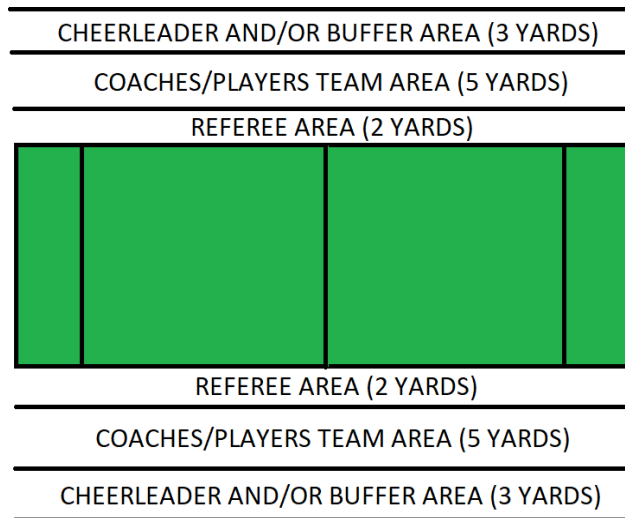 CHEERLEADER AND/OR BUFFER AREA (3 YARDS)
COACHES/PLAYERS TEAM AREA (5 YARDS)
REFEREE AREA (2 YARDS)
REFEREE AREA (2 YARDS)
COACHES/PLAYERS TEAM AREA (5 YARDS)
CHEERLEADER AND/OR BUFFER AREA (3 YARDS)